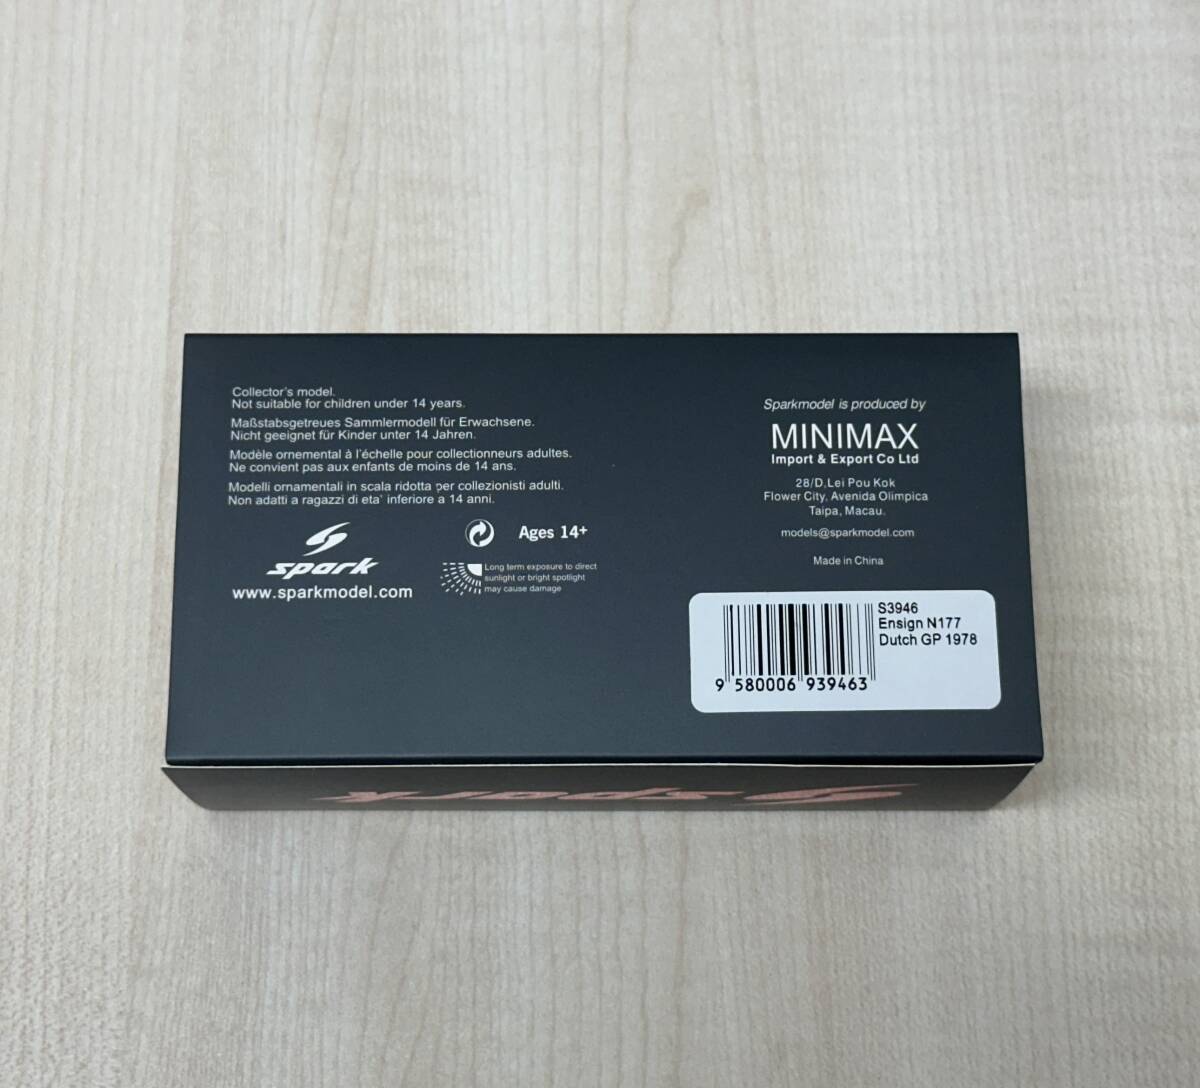 Collector's model.
Not suitable for children under 14 years.
Maßstabsgetreues Sammlermodell für Erwachsene.
Nicht geeignet für Kinder unter 14 Jahren.
Modèle ornemental à l'échelle pour collectionneurs adultes.
Ne convient pas aux enfants de moins de 14 ans.
Modelli ornamentali in scala ridotta per collezionisti adulti.
Non adatti a ragazzi di eta' inferiore a 14 anni.
spark
www.sparkmodel.com
Ages 14+
Long term exposure to direct
sunlight or bright spotlight
may cause damage
Sparkmodel is produced by
MINIMAX
Import & Export Co Ltd
28/D,Lei Pou Kok
Flower City, Avenida Olimpica
Taipa, Macau.
models@sparkmodel.com
Made in China
S3946
Ensign N177
Dutch GP 1978
9 580006 939463
spark